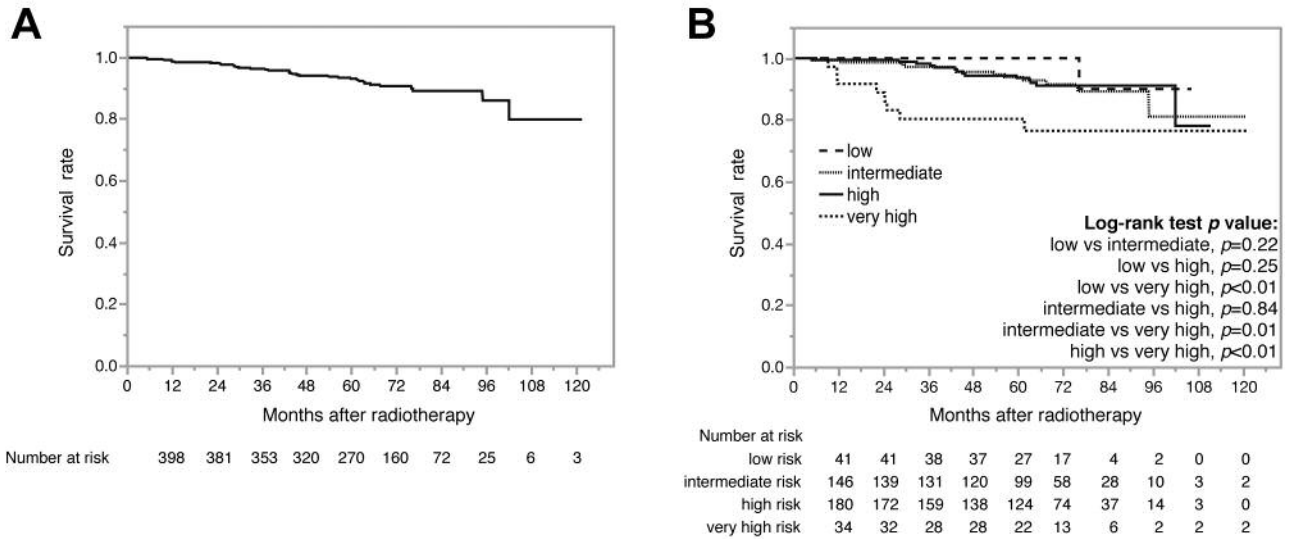 A
1.0
0.8
0.6
0.4
0.2
0.0
Survival rate
0 12 24 36 48 60 72 84 96 108 120
Months after radiotherapy
Number at risk 398 381 353 320 270 160 72 25 6 3
B
1.0
0.8
0.6
0.4
0.2
0.0
Survival rate
low
intermediate
high
very high
Log-rank test p value:
low vs intermediate, p=0.22
low vs high, p=0.25
low vs very high, p<0.01
intermediate vs high, p=0.84
intermediate vs very high, p=0.01
high vs very high, p<0.01
0 12 24 36 48 60 72 84 96 108 120
Months after radiotherapy
Number at risk
low risk 41 41 38 37 27 17 4 2 0 0
intermediate risk 146 139 131 120 99 58 28 10 3 2
high risk 180 172 159 138 124 74 37 14 3 0
very high risk 34 32 28 28 22 13 6 2 2 2